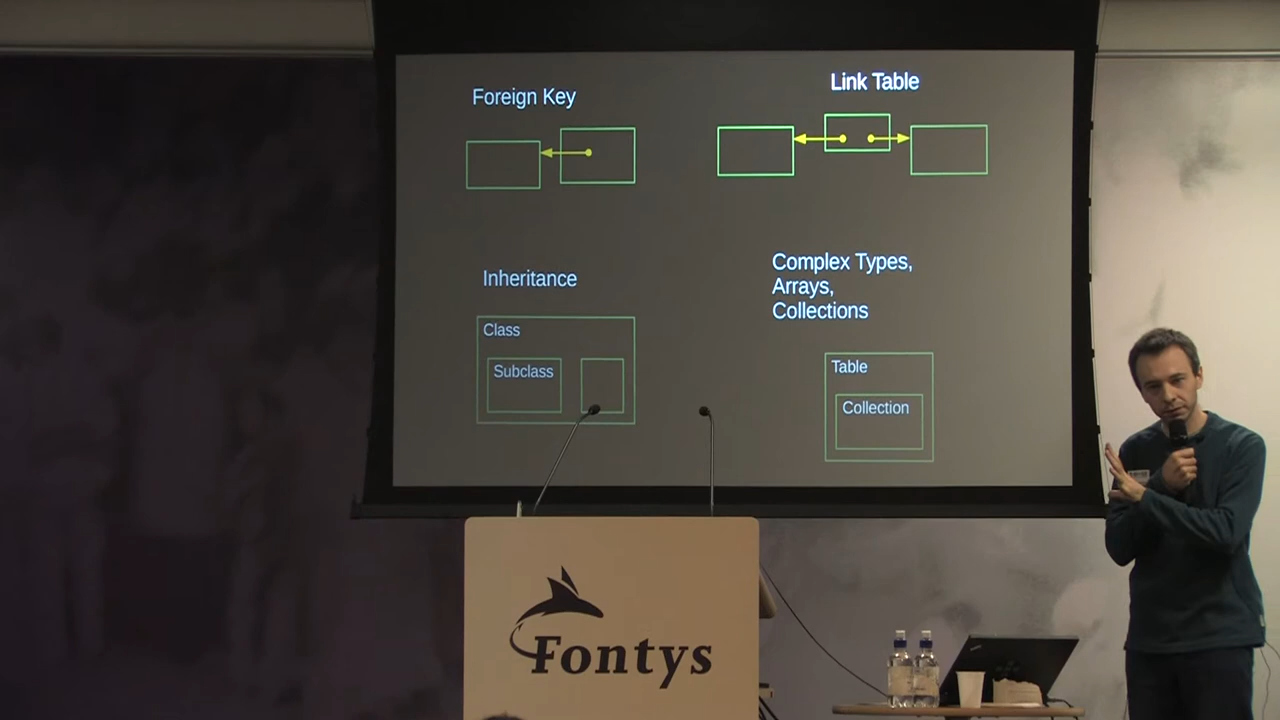 Foreign Key
Link Table
Inheritance
Class
Subclass
Complex Types,
Arrays,
Collections
Table
Collection
Fontys